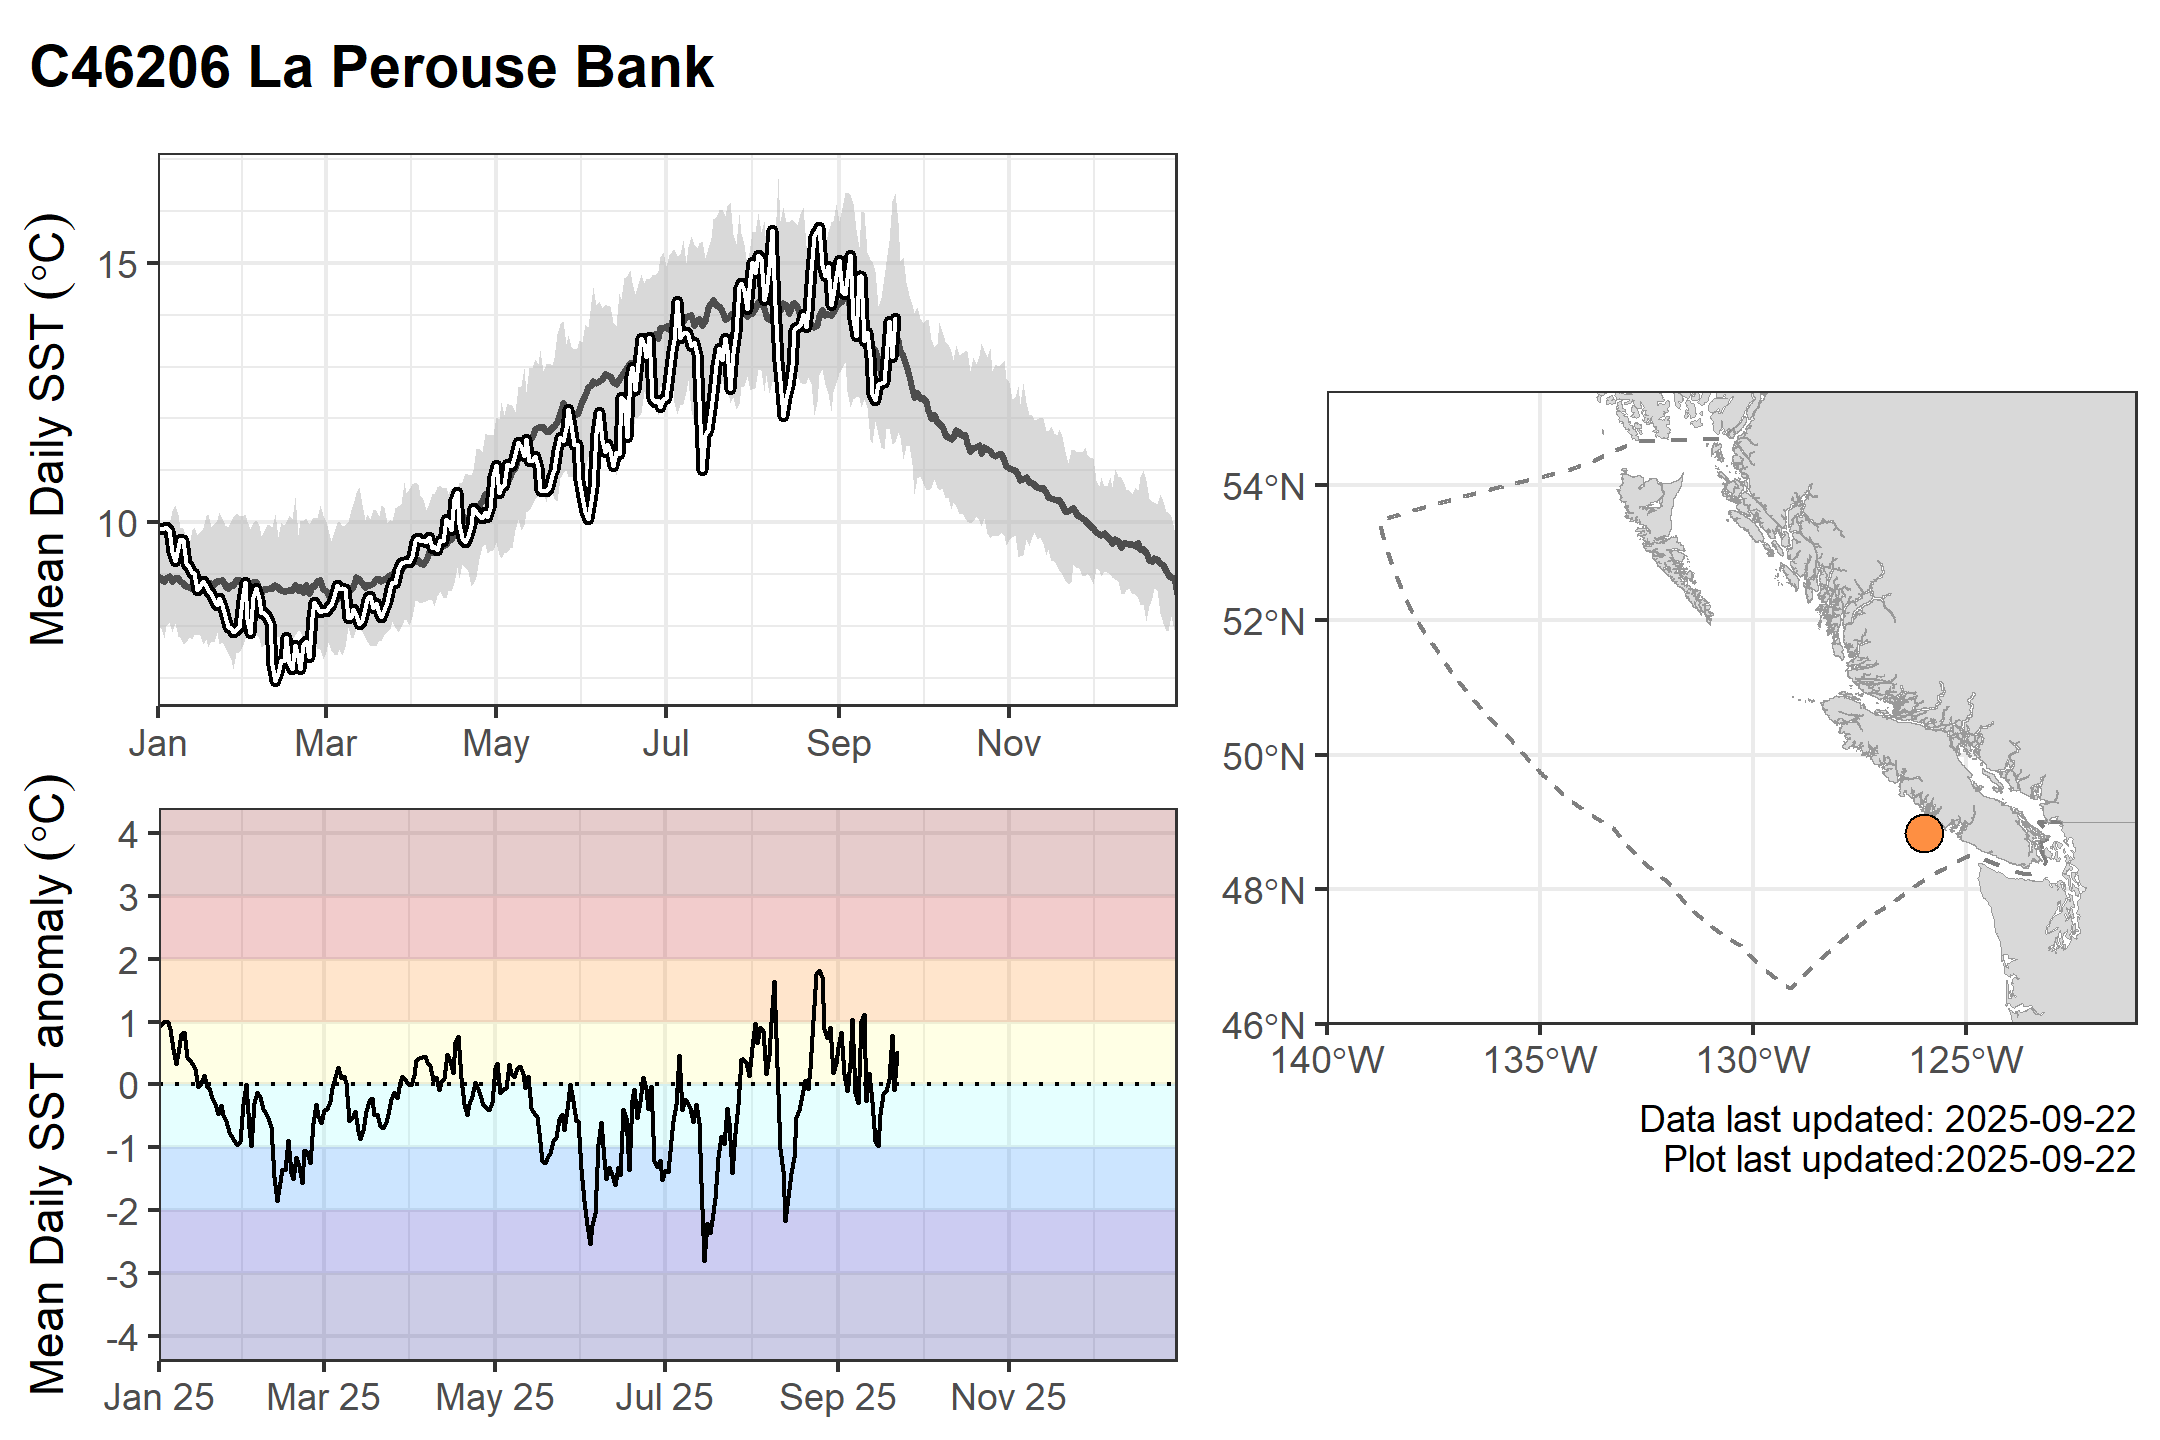 C46206 La Perouse Bank
Mean Daily SST (°C)
15
10
Jan Mar May Jul Sep Nov
Mean Daily SST anomaly (°C)
4
3
2
1
0
-1
-2
-3
-4
Jan 25 Mar 25 May 25 Jul 25 Sep 25 Nov 25
54°N
52°N
50°N
48°N
46°N
140°W 135°W 130°W 125°W
Data last updated: 2025-09-22
Plot last updated:2025-09-22